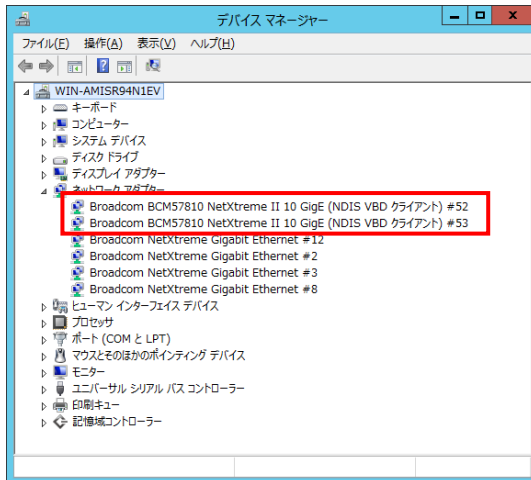 デバイス マネージャー
ファイル(F) 操作(A) 表示(V) ヘルプ(H)
WIN-AMISR94N1EV
キーボード
コンピューター
システム デバイス
ディスク ドライブ
ディスプレイ アダプター
ネットワーク アダプター
Broadcom BCM57810 NetXtreme II 10 GigE (NDIS VBD クライアント) #52
Broadcom BCM57810 NetXtreme II 10 GigE (NDIS VBD クライアント) #53
Broadcom NetXtreme Gigabit Ethernet #12
Broadcom NetXtreme Gigabit Ethernet #2
Broadcom NetXtreme Gigabit Ethernet #3
Broadcom NetXtreme Gigabit Ethernet #8
ヒューマン インターフェイス デバイス
プロセッサ
ポート (COM と LPT)
マウスとそのほかのポインティング デバイス
モニター
ユニバーサル シリアル バス コントローラー
印刷キュー
記憶域コントローラー